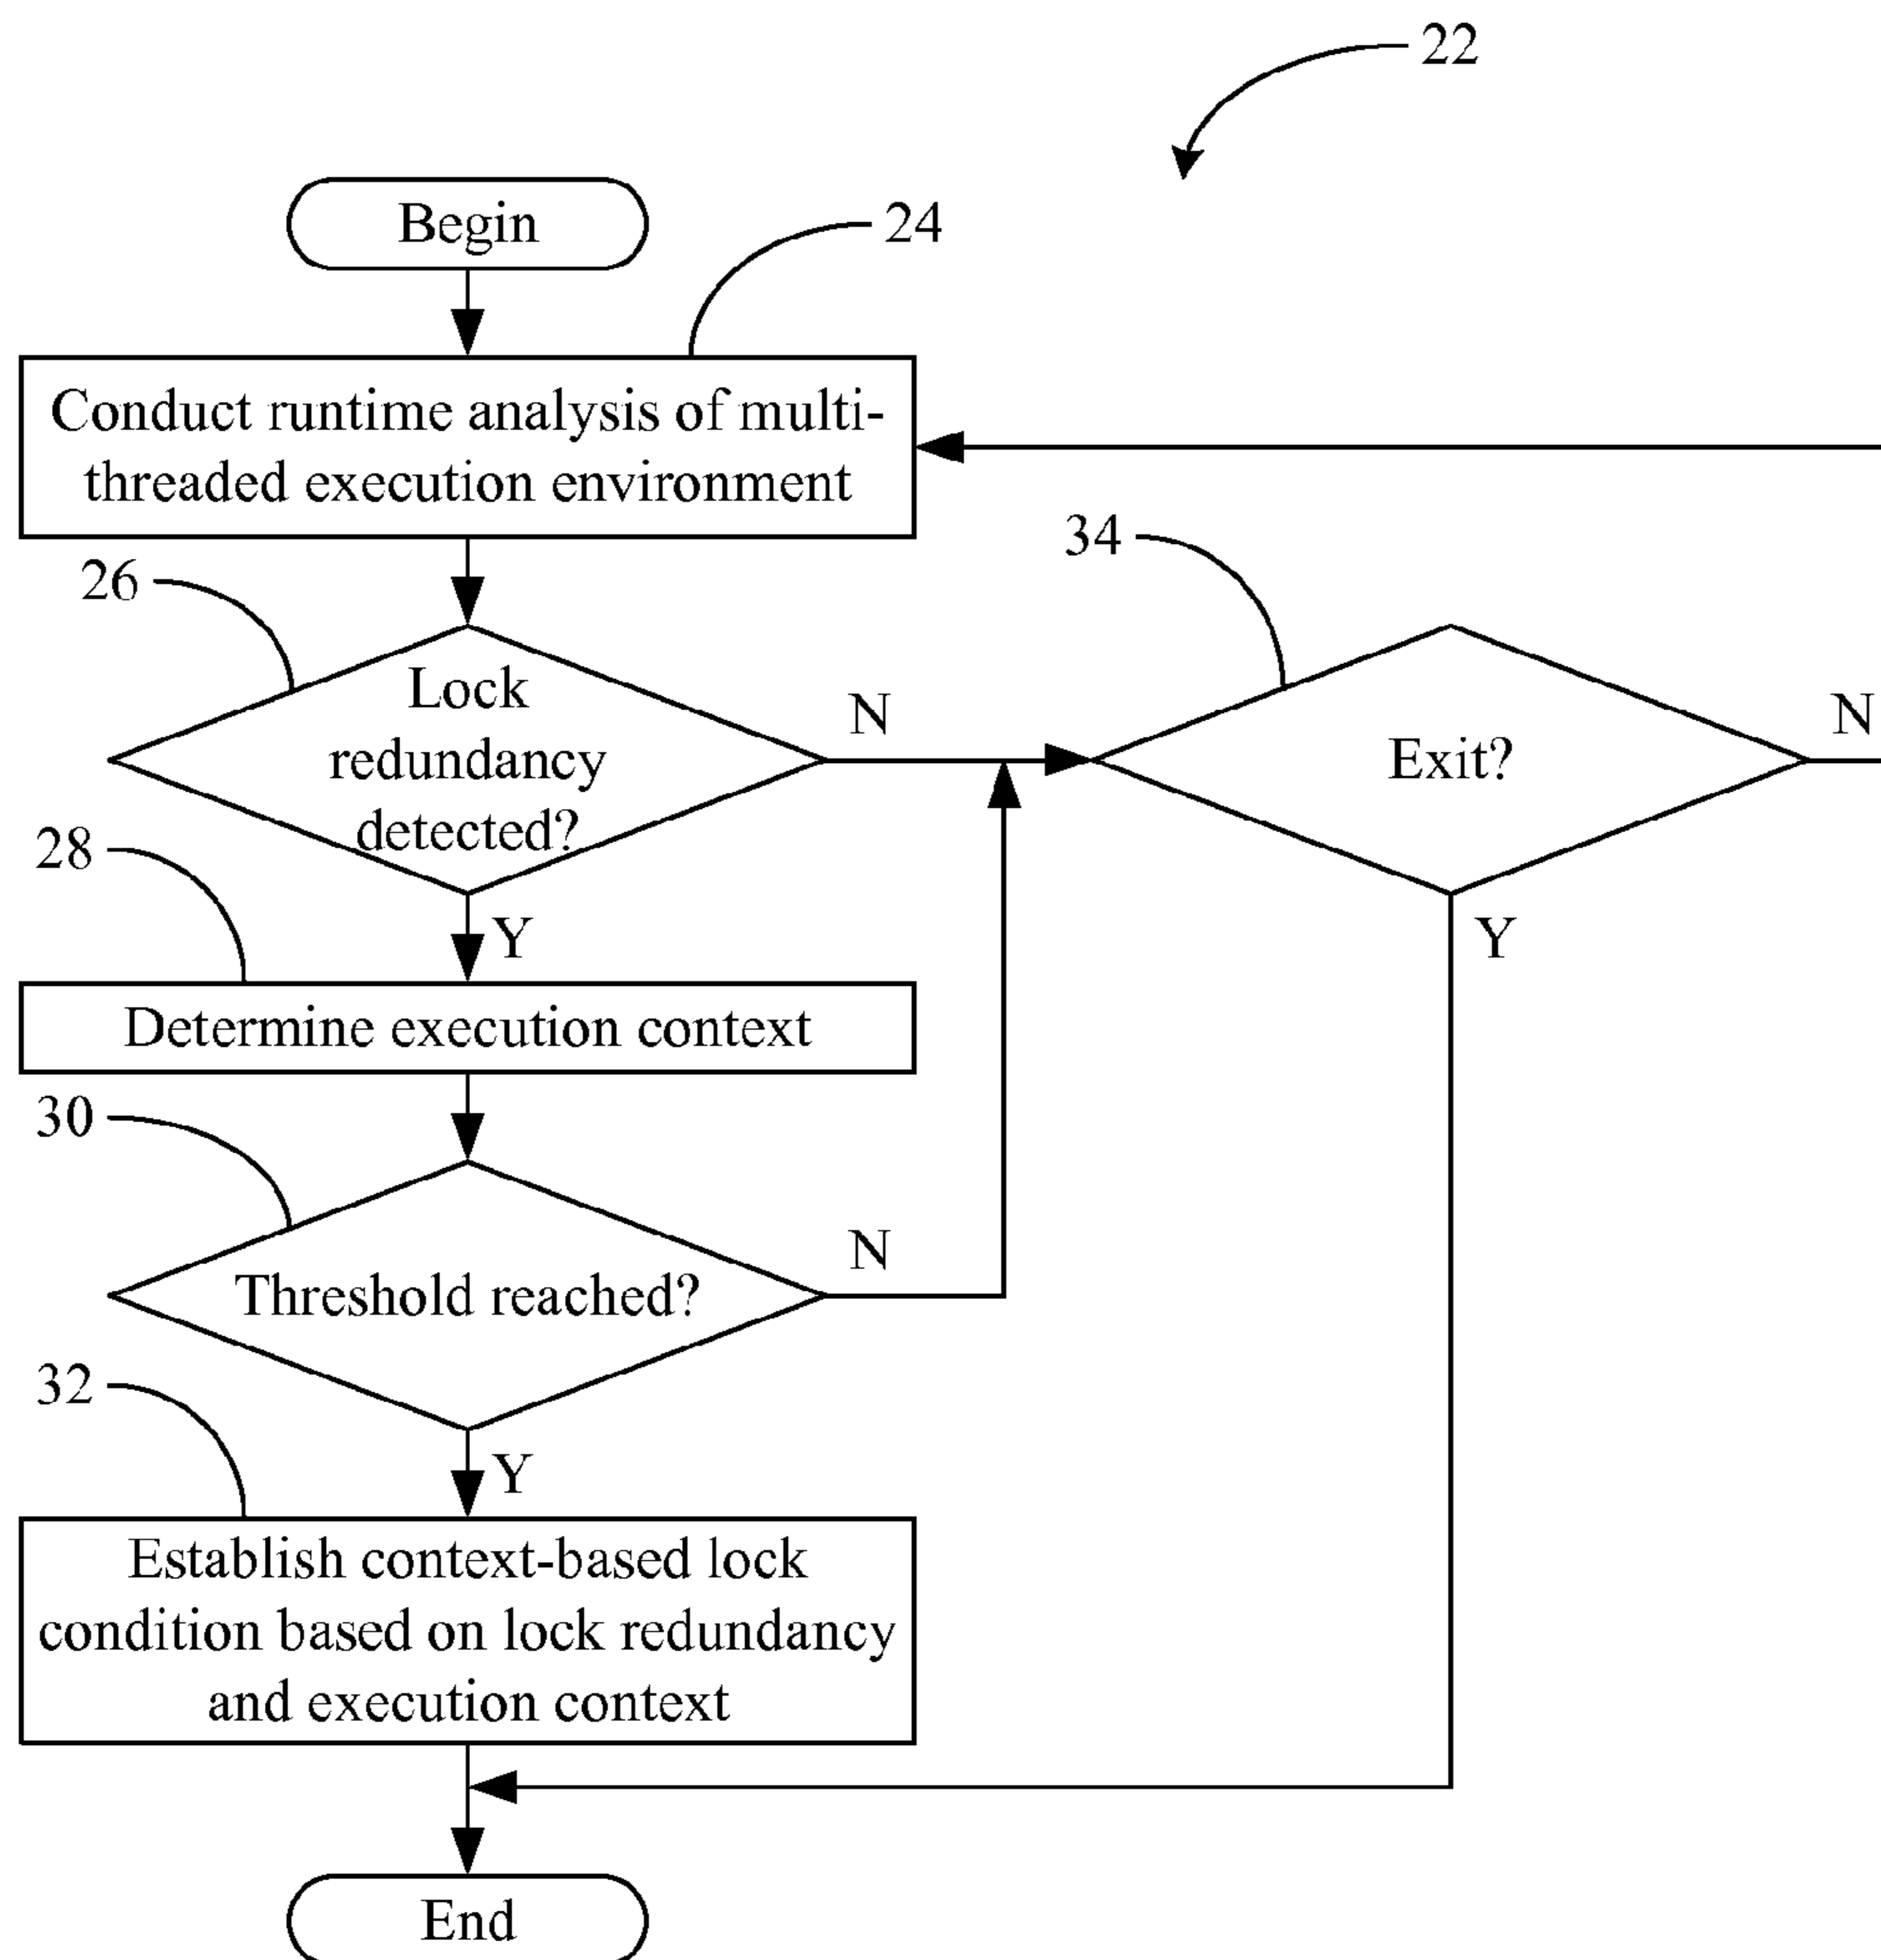 22
Begin
24
Conduct runtime analysis of multi-
threaded execution environment
34
26
Lock
redundancy
detected?
N
Exit?
N
28
Y
Y
Determine execution context
30
Threshold reached?
N
32
Y
Establish context-based lock
condition based on lock redundancy
and execution context
End